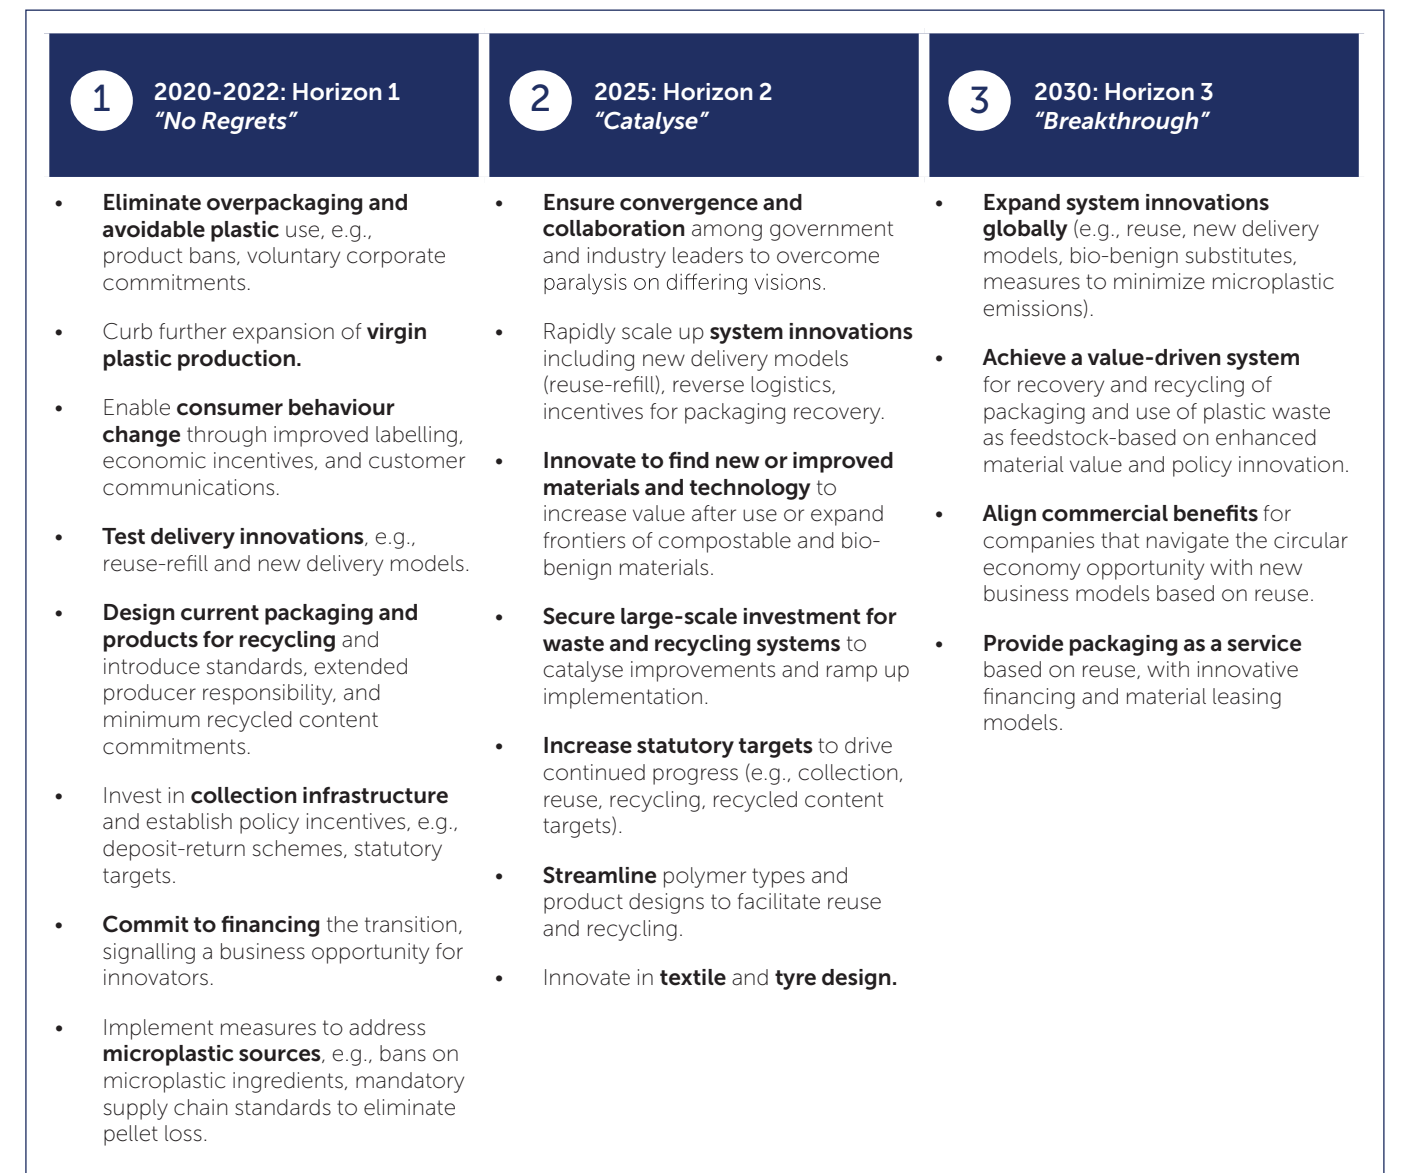 1
2020-2022: Horizon 1
“No Regrets”
• Eliminate overpackaging and
avoidable plastic use, e.g.,
product bans, voluntary corporate
commitments.
• Curb further expansion of virgin
plastic production.
• Enable consumer behaviour
change through improved labelling,
economic incentives, and customer
communications.
• Test delivery innovations, e.g.,
reuse-refill and new delivery models.
• Design current packaging and
products for recycling and
introduce standards, extended
producer responsibility, and
minimum recycled content
commitments.
• Invest in collection infrastructure
and establish policy incentives, e.g.,
deposit-return schemes, statutory
targets.
• Commit to financing the transition,
signalling a business opportunity for
innovators.
• Implement measures to address
microplastic sources, e.g., bans on
microplastic ingredients, mandatory
supply chain standards to eliminate
pellet loss.
2
2025: Horizon 2
“Catalyse”
• Ensure convergence and
collaboration among government
and industry leaders to overcome
paralysis on differing visions.
• Rapidly scale up system innovations
including new delivery models
(reuse-refill), reverse logistics,
incentives for packaging recovery.
• Innovate to find new or improved
materials and technology to
increase value after use or expand
frontiers of compostable and bio-
benign materials.
• Secure large-scale investment for
waste and recycling systems to
catalyse improvements and ramp up
implementation.
• Increase statutory targets to drive
continued progress (e.g., collection,
reuse, recycling, recycled content
targets).
• Streamline polymer types and
product designs to facilitate reuse
and recycling.
• Innovate in textile and tyre design.
3
2030: Horizon 3
“Breakthrough”
• Expand system innovations
globally (e.g., reuse, new delivery
models, bio-benign substitutes,
measures to minimize microplastic
emissions).
• Achieve a value-driven system
for recovery and recycling of
packaging and use of plastic waste
as feedstock-based on enhanced
material value and policy innovation.
• Align commercial benefits for
companies that navigate the circular
economy opportunity with new
business models based on reuse.
• Provide packaging as a service
based on reuse, with innovative
financing and material leasing
models.